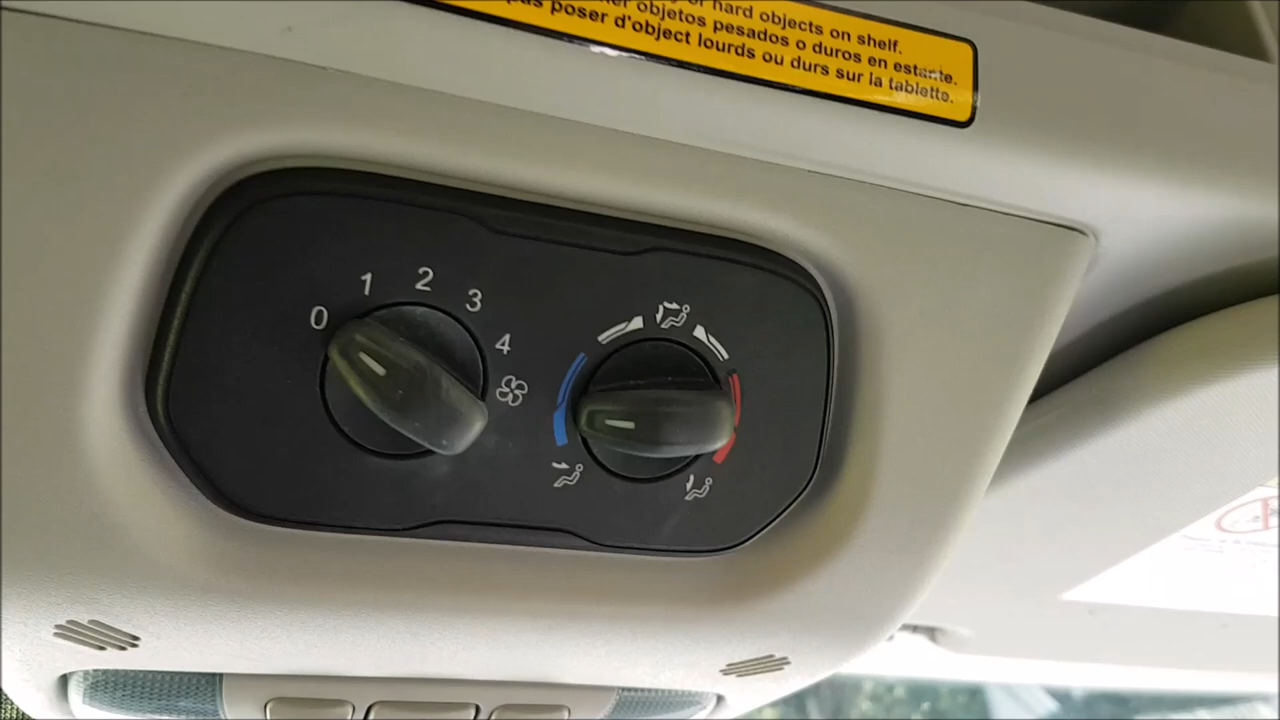 or hard objects on shelf.
objetos pesados o duros en estante.
pas poser d'object lourds ou durs sur la tablette.
0 1 2 3 4